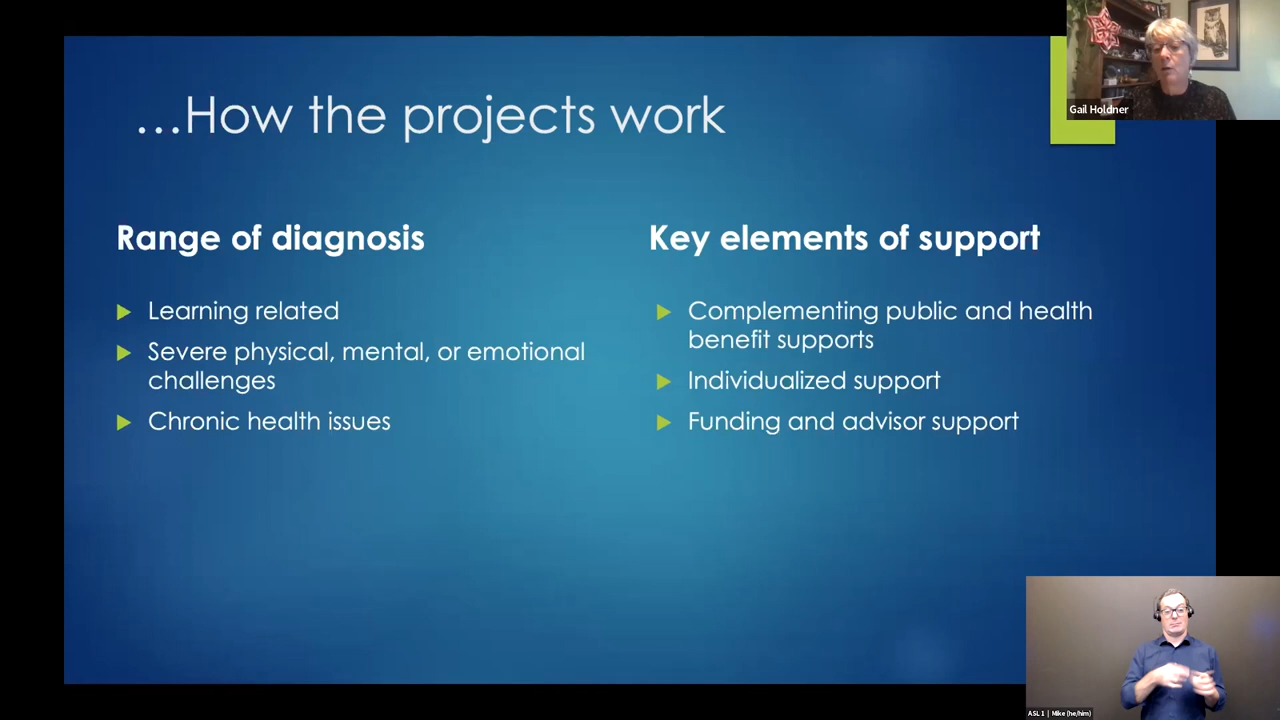 …How the projects work
Gail Holdner
Range of diagnosis
Learning related
Severe physical, mental, or emotional
challenges
Chronic health issues
Key elements of support
Complementing public and health
benefit supports
Individualized support
Funding and advisor support
ASL 1 | Mike (he/him)